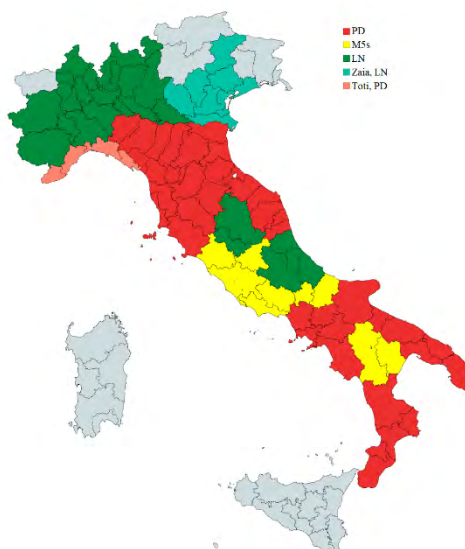 PD
M5s
LN
Zaia, LN
Toti, PD